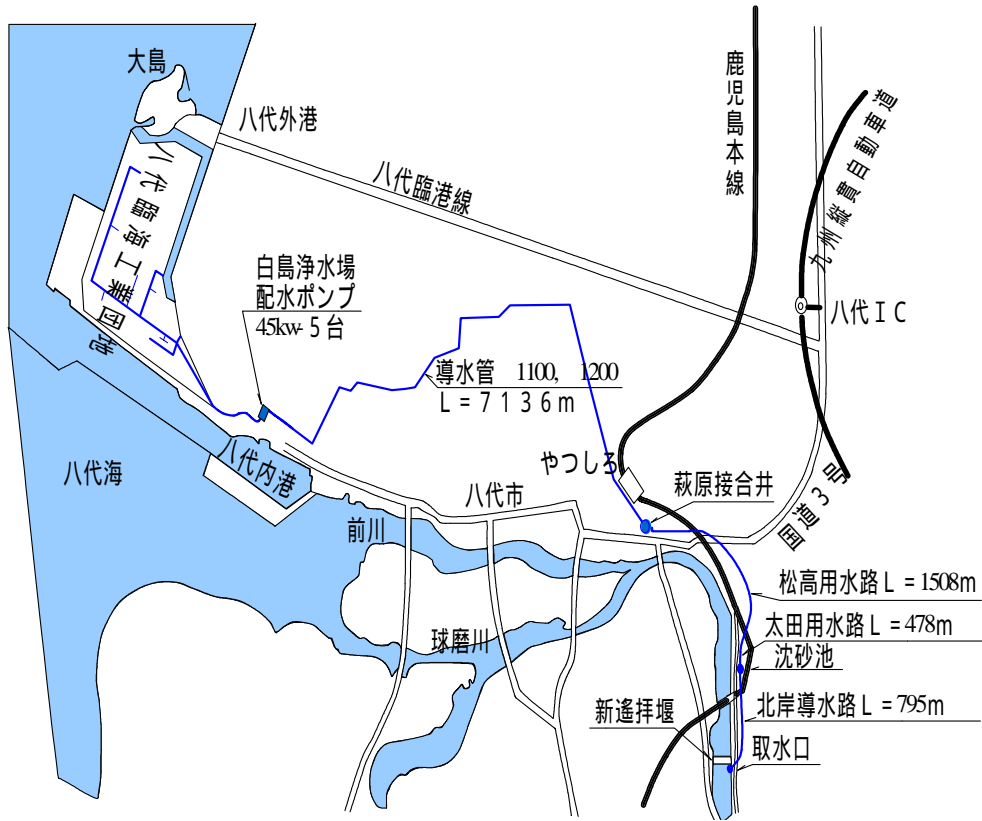 大島
八代外港
八代臨港線
鹿児島本線
九州縦貫自動車道
八代臨海工業団地
白島浄水場
配水ポンプ
45kw-5台
八代ＩＣ
導水管　1100,　1200
Ｌ＝７１３６ｍ
やつしろ
萩原接合井
国道３号
八代海
八代内港
八代市
前川
球磨川
松高用水路Ｌ＝1508m
太田用水路Ｌ＝478m
沈砂池
北岸導水路Ｌ＝795m
新遙拝堰
取水口